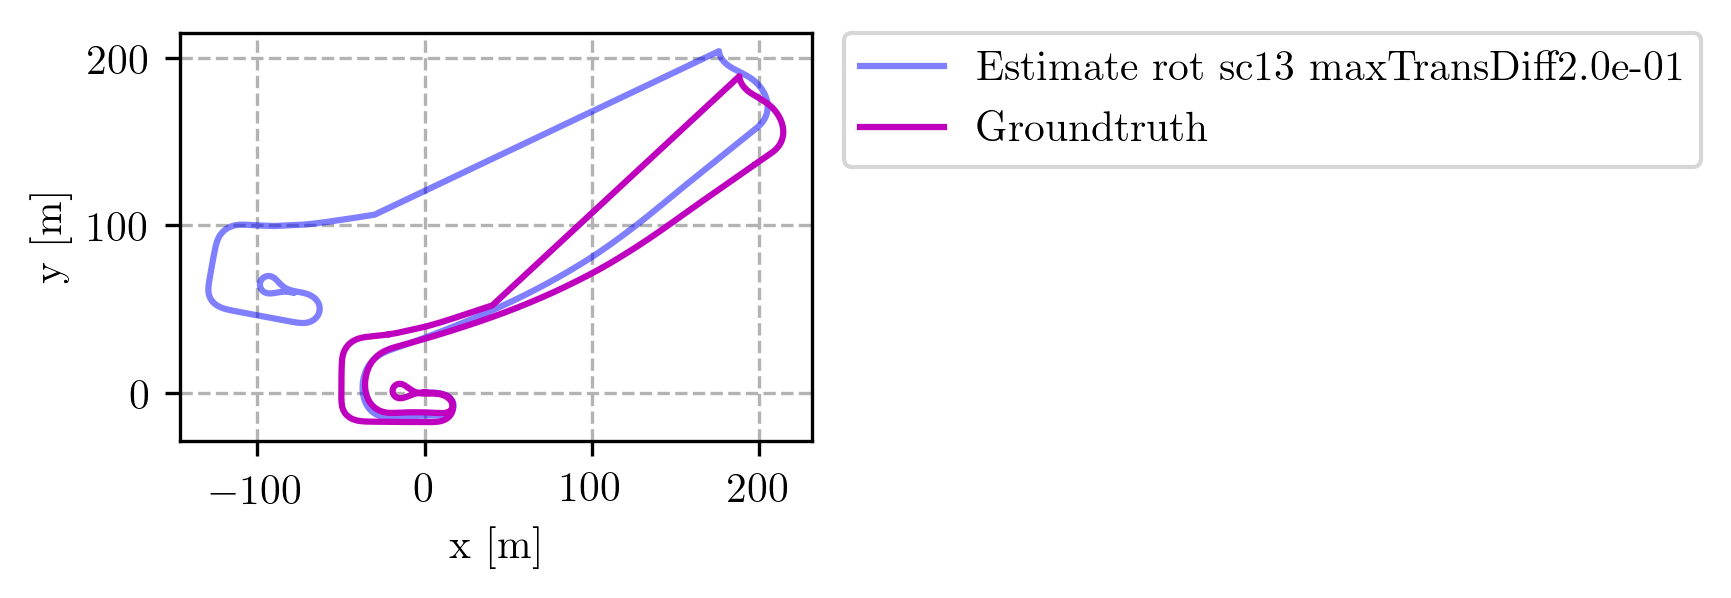 200
100
0
y [m]
−100
0
100
200
x [m]
Estimate rot sc13 maxTransDiff2.0e-01
Groundtruth